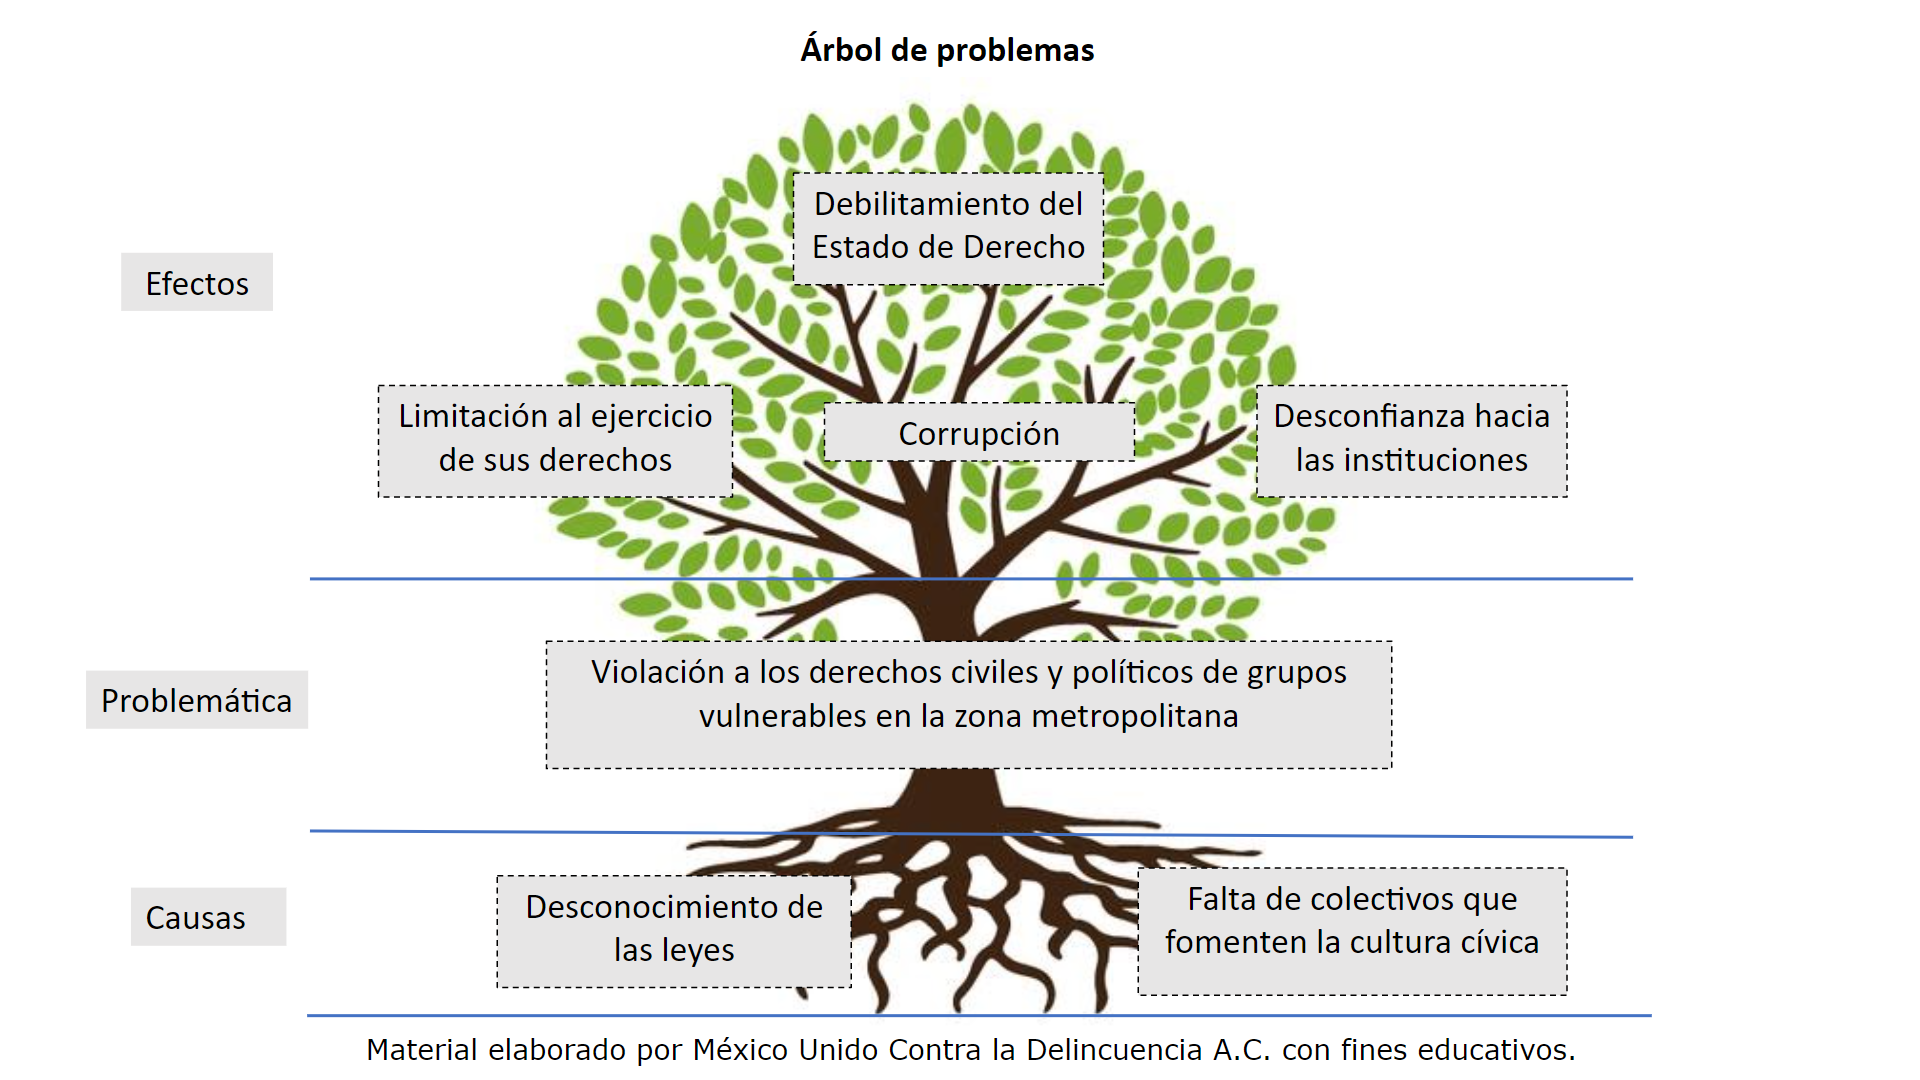 Árbol de problemas
Efectos
Debilitamiento del
Estado de Derecho
Limitación al ejercicio
de sus derechos
Corrupción
Desconfianza hacia
las instituciones
Problemática
Violación a los derechos civiles y políticos de grupos
vulnerables en la zona metropolitana
Causas
Desconocimiento de
las leyes
Falta de colectivos que
fomenten la cultura cívica
Material elaborado por México Unido Contra la Delincuencia A.C. con fines educativos.